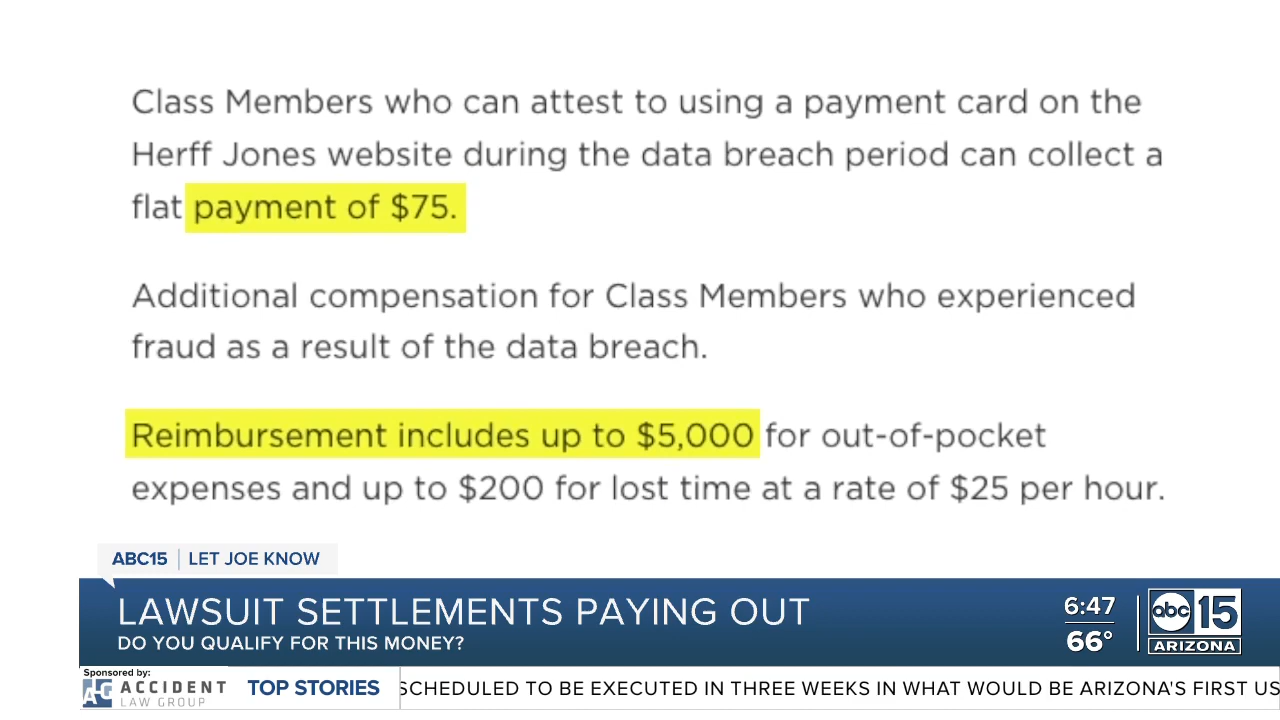 Class Members who can attest to using a payment card on the
Herff Jones website during the data breach period can collect a
flat payment of $75.
Additional compensation for Class Members who experienced
fraud as a result of the data breach.
Reimbursement includes up to $5,000 for out-of-pocket
expenses and up to $200 for lost time at a rate of $25 per hour.
ABC15 | LET JOE KNOW
LAWSUIT SETTLEMENTS PAYING OUT
DO YOU QUALIFY FOR THIS MONEY?
6:47
66°
abc 15
ARIZONA
Sponsored by:
ALG ACCIDENT
LAW GROUP
TOP STORIES
SCHEDULED TO BE EXECUTED IN THREE WEEKS IN WHAT WOULD BE ARIZONA'S FIRST US